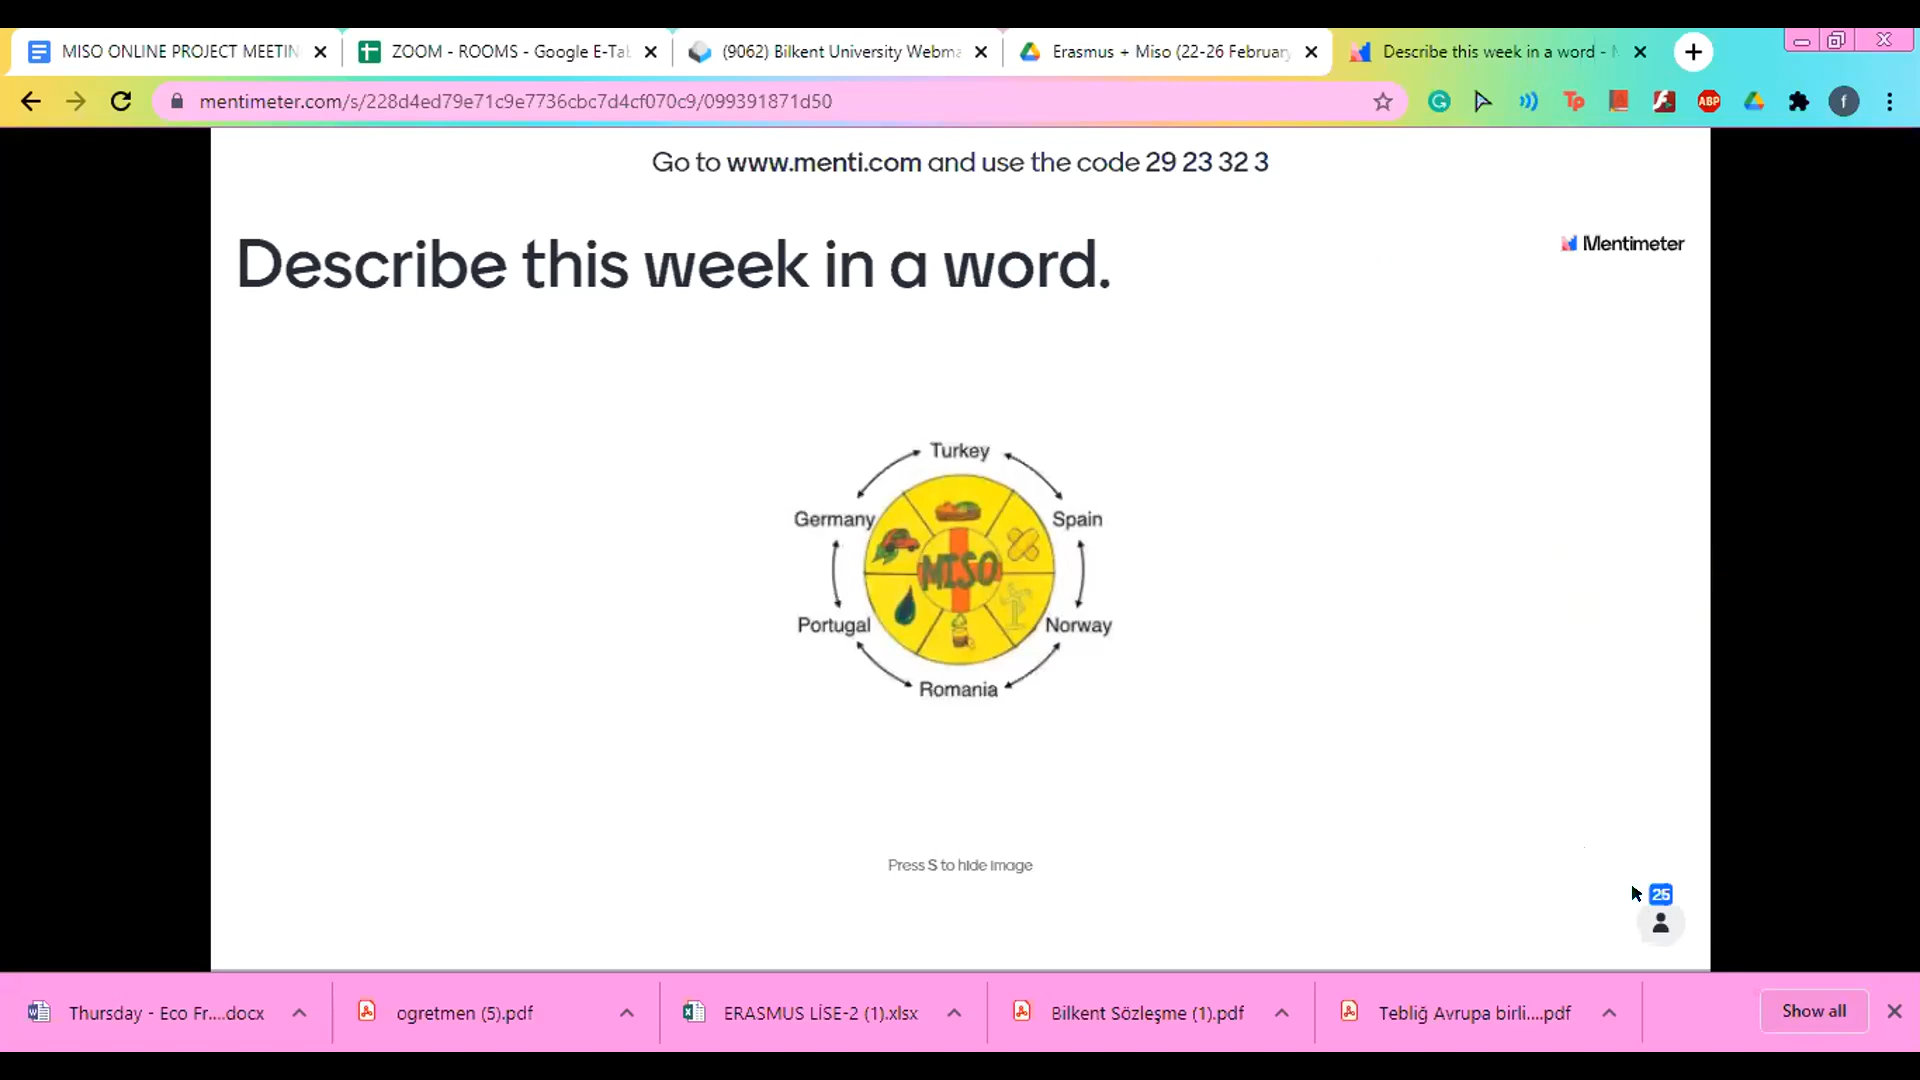 MISO ONLINE PROJECT MEETIN
ZOOM - ROOMS - Google E-Tab
(9062) Bilkent University Webma
Erasmus + Miso (22-26 February
Describe this week in a word -
mentimeter.com/s/228d4ed79e71c9e7736cbc7d4cf070c9/099391871d50
ABP
f
Go to www.menti.com and use the code 29 23 32 3
Describe this week in a word.
Mentimeter
Turkey
Germany
Spain
MISO
Portugal
Norway
Romania
Press S to hide image
25
Thursday - Eco Fr....docx
ogretmen (5).pdf
ERASMUS LİSE-2 (1).xlsx
Bilkent Sözleşme (1).pdf
Tebliğ Avrupa birli....pdf
Show all